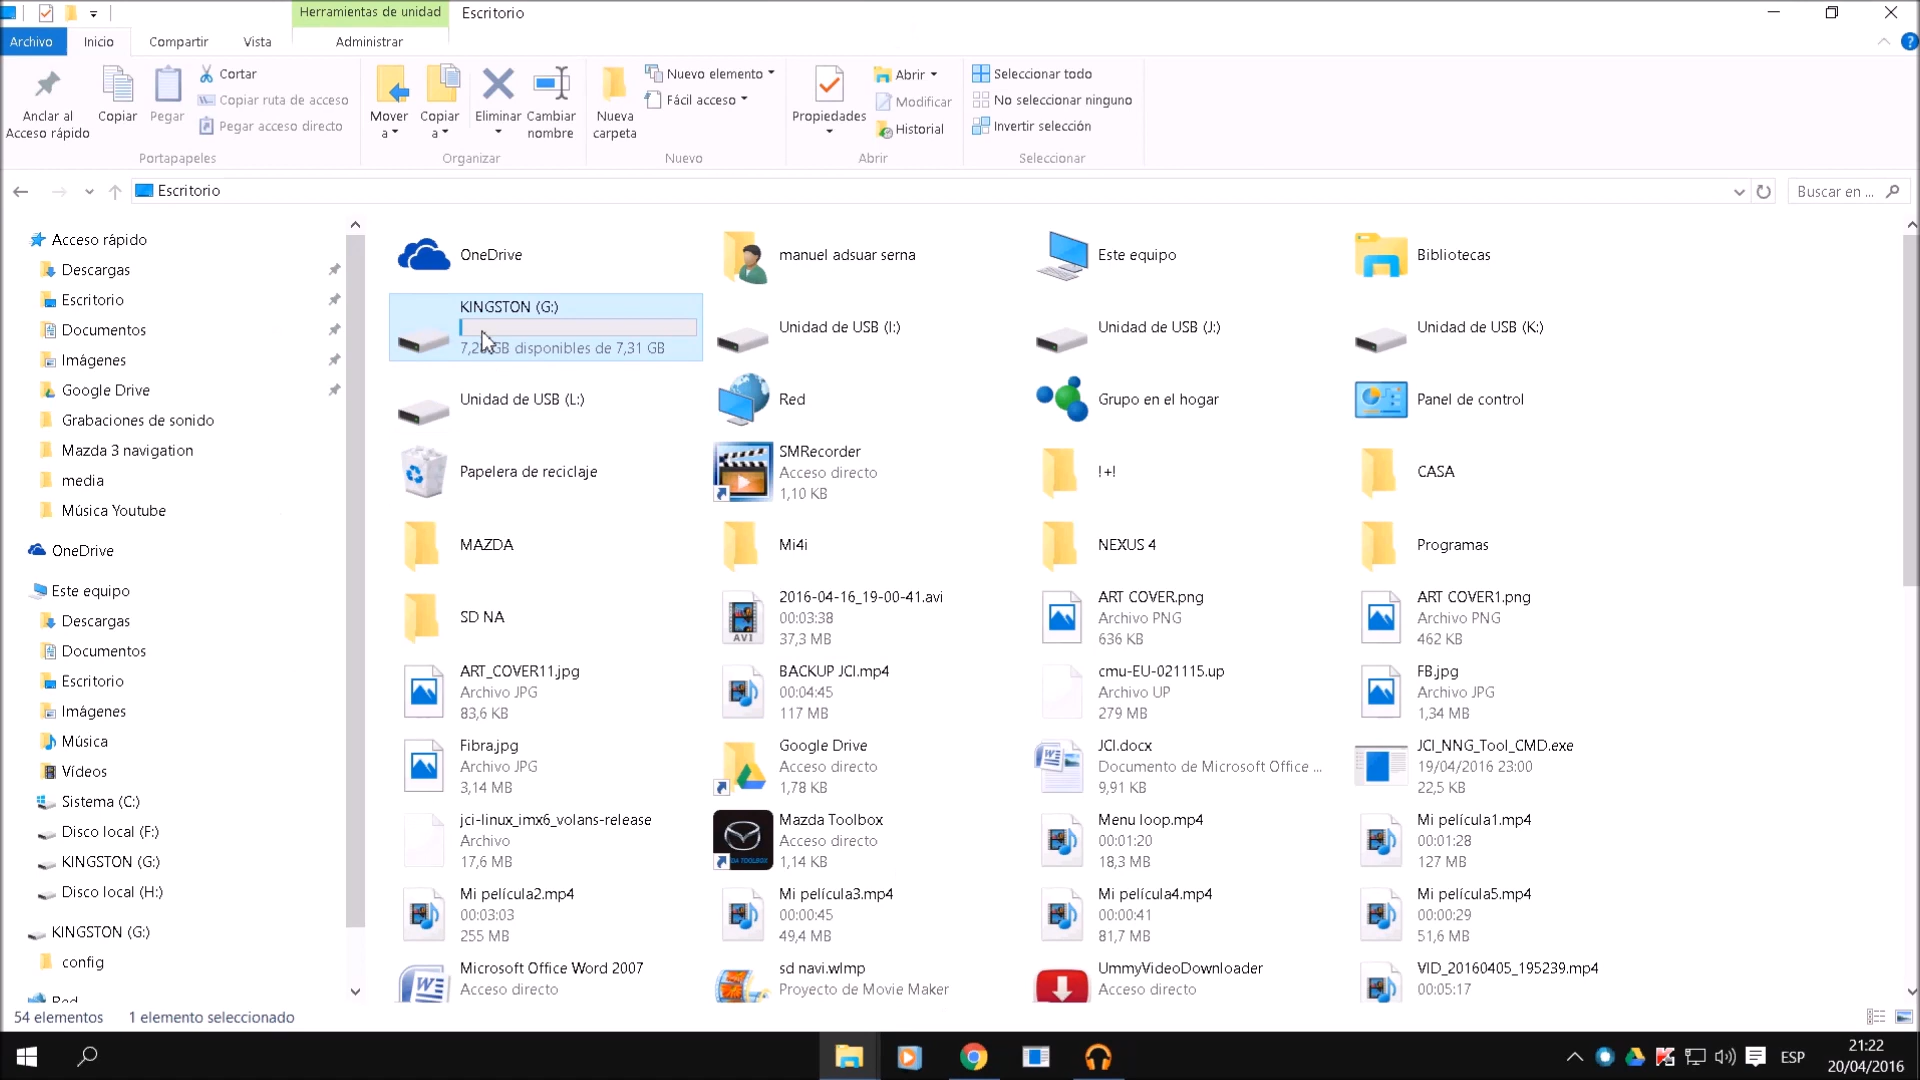 Herramientas de unidad
Escritorio
Archivo
Inicio
Compartir
Vista
Administrar
Anclar al
Acceso rápido
Copiar
Pegar
Cortar
Copiar ruta de acceso
Pegar acceso directo
Portapapeles
Mover
a
Copiar
a
Eliminar
Cambiar
nombre
Organizar
Nueva
carpeta
Nuevo elemento
Fácil acceso
Nuevo
Propiedades
Abrir
Modificar
Historial
Abrir
Seleccionar todo
No seleccionar ninguno
Invertir selección
Seleccionar
Escritorio
Buscar en ...
Acceso rápido
Descargas
Escritorio
Documentos
Imágenes
Google Drive
Grabaciones de sonido
Mazda 3 navigation
media
Música Youtube
OneDrive
Este equipo
Descargas
Documentos
Escritorio
Imágenes
Música
Vídeos
Sistema (C:)
Disco local (F:)
KINGSTON (G:)
Disco local (H:)
KINGSTON (G:)
config
Red
OneDrive
manuel adsuar serna
Este equipo
Bibliotecas
KINGSTON (G:)
GB disponibles de 7,31 GB
Unidad de USB (I:)
Unidad de USB (J:)
Unidad de USB (K:)
Unidad de USB (L:)
Red
Grupo en el hogar
Panel de control
Papelera de reciclaje
SMRecorder
Acceso directo
1,10 KB
!+!
CASA
MAZDA
Mi4i
NEXUS 4
Programas
SD NA
2016-04-16_19-00-41.avi
00:03:38
37,3 MB
AVI
ART COVER.png
Archivo PNG
636 KB
ART COVER1.png
Archivo PNG
462 KB
ART_COVER11.jpg
Archivo JPG
83,6 KB
BACKUP JCI.mp4
00:04:45
117 MB
cmu-EU-021115.up
Archivo UP
279 MB
FB.jpg
Archivo JPG
1,34 MB
Fibra.jpg
Archivo JPG
3,14 MB
Google Drive
Acceso directo
1,78 KB
JCI.docx
Documento de Microsoft Office ...
9,91 KB
JCI_NNG_Tool_CMD.exe
19/04/2016 23:00
22,5 KB
jci-linux_imx6_volans-release
Archivo
17,6 MB
Mazda Toolbox
Acceso directo
1,14 KB
Menu loop.mp4
00:01:20
18,3 MB
Mi película1.mp4
00:01:28
127 MB
Mi película2.mp4
00:03:03
255 MB
Mi película3.mp4
00:00:45
49,4 MB
Mi película4.mp4
00:00:41
81,7 MB
Mi película5.mp4
00:00:29
51,6 MB
Microsoft Office Word 2007
Acceso directo
sd navi.wlmp
Proyecto de Movie Maker
UmmyVideoDownloader
Acceso directo
VID_20160405_195239.mp4
00:05:17
54 elementos
1 elemento seleccionado
ESP
21:22
20/04/2016